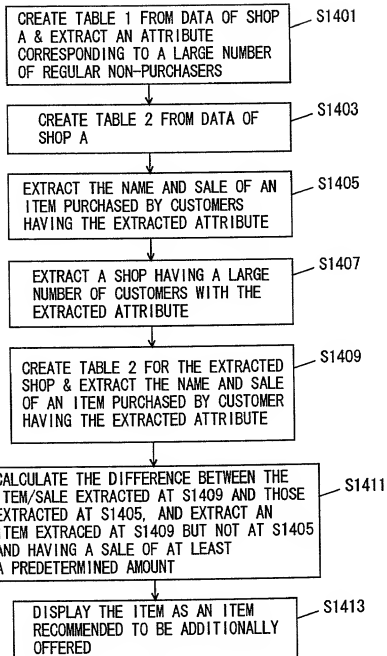 CREATE TABLE 1 FROM DATA OF SHOP
A & EXTRACT AN ATTRIBUTE
CORRESPONDING TO A LARGE NUMBER
OF REGULAR NON-PURCHASERS
S1401
CREATE TABLE 2 FROM DATA OF
SHOP A
S1403
EXTRACT THE NAME AND SALE OF AN
ITEM PURCHASED BY CUSTOMERS
HAVING THE EXTRACTED ATTRIBUTE
S1405
EXTRACT A SHOP HAVING A LARGE
NUMBER OF CUSTOMERS WITH THE
EXTRACTED ATTRIBUTE
S1407
CREATE TABLE 2 FOR THE EXTRACTED
SHOP & EXTRACT THE NAME AND SALE
OF AN ITEM PURCHASED BY CUSTOMER
HAVING THE EXTRACTED ATTRIBUTE
S1409
CALCULATE THE DIFFERENCE BETWEEN THE
ITEM/SALE EXTRACTED AT S1409 AND THOSE
EXTRACTED AT S1405, AND EXTRACT AN
ITEM EXTRACED AT S1409 BUT NOT AT S1405
AND HAVING A SALE OF AT LEAST
A PREDETERMINED AMOUNT
S1411
DISPLAY THE ITEM AS AN ITEM
RECOMMENDED TO BE ADDITIONALLY
OFFERED
S1413